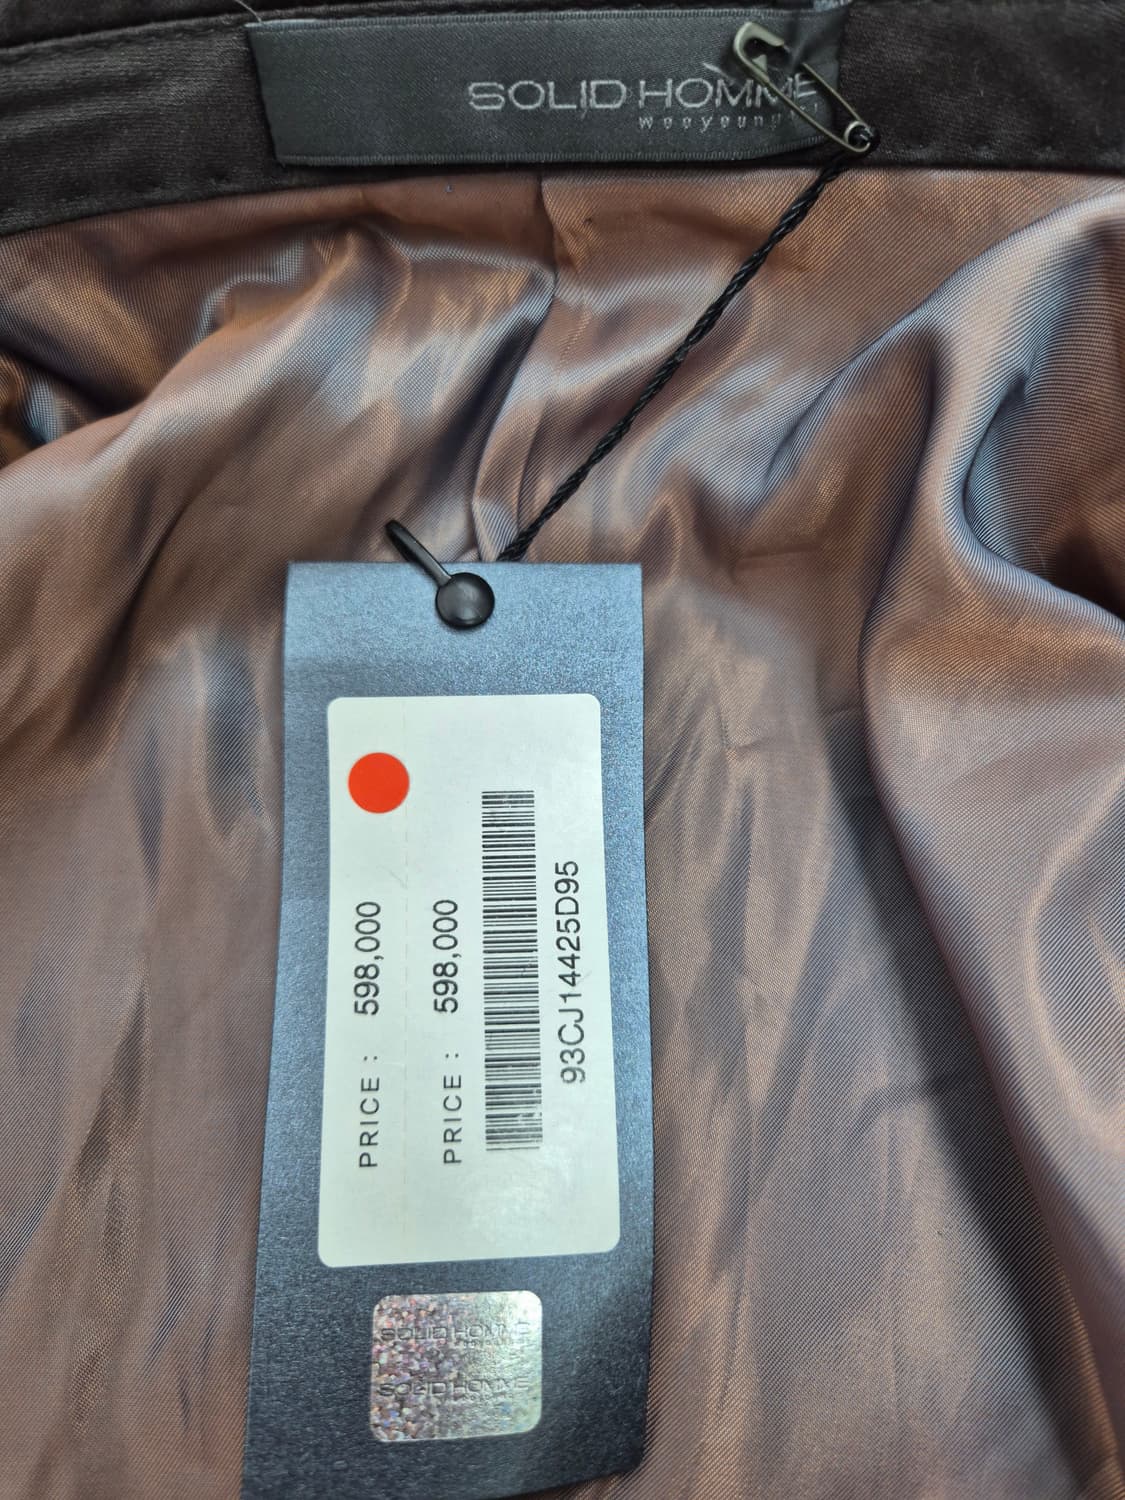 SOLID HOMME
PRICE : 598,000
PRICE : 598,000
93CJ14425D95
SOLID HOMME
SOLID HOMME